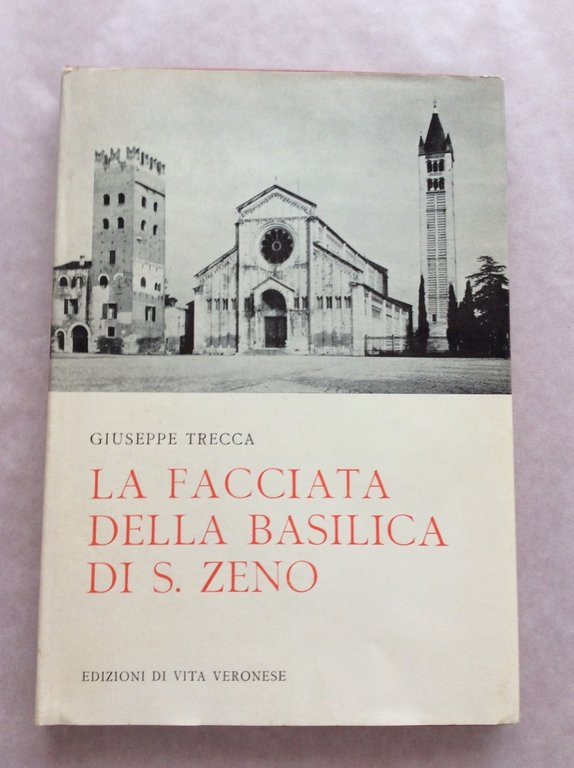 GIUSEPPE TRECCA
LA FACCIATA
DELLA BASILICA
DI S. ZENO
EDIZIONI DI VITA VERONESE